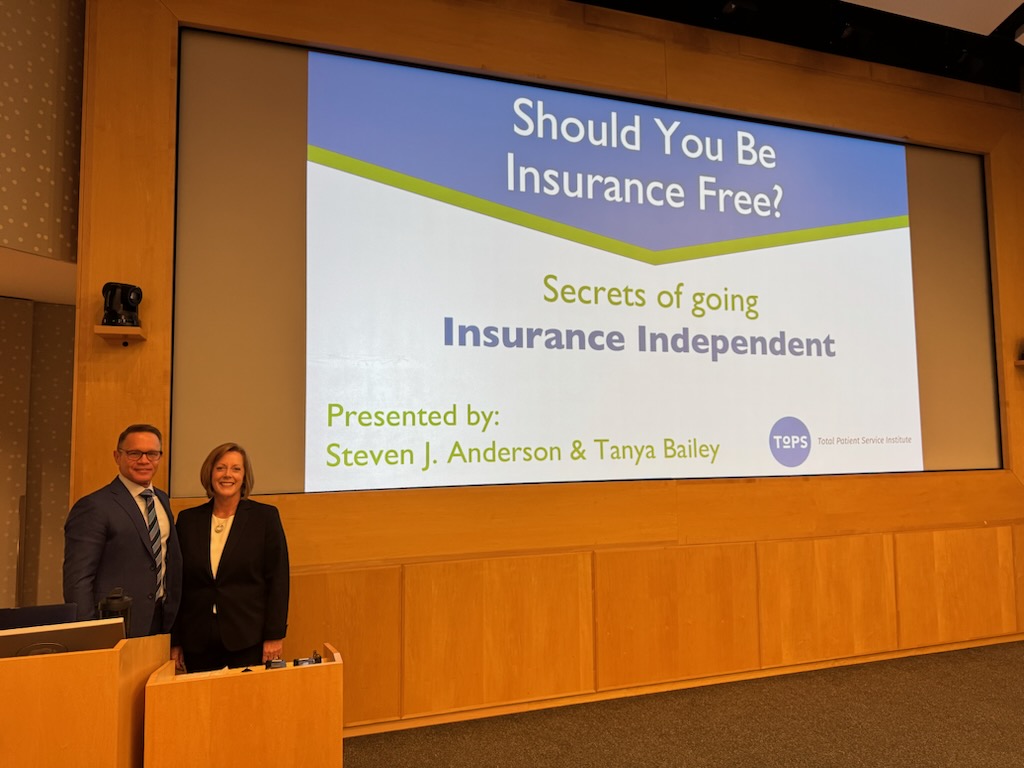 Should You Be
Insurance Free?
Secrets of going
Insurance Independent
Presented by:
Steven J. Anderson & Tanya Bailey
TOPS
Total Patient Service Institute